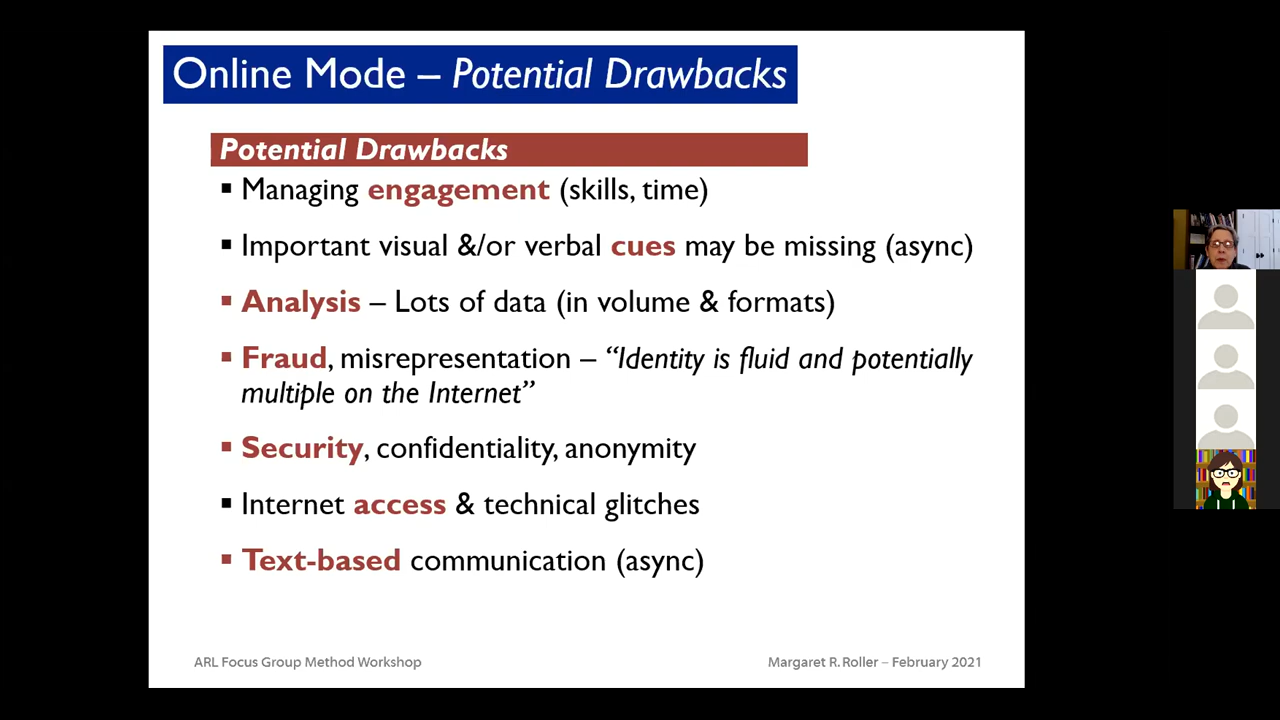 Online Mode – Potential Drawbacks
Potential Drawbacks
▪ Managing engagement (skills, time)
▪ Important visual &/or verbal cues may be missing (async)
▪ Analysis – Lots of data (in volume & formats)
▪ Fraud, misrepresentation – “Identity is fluid and potentially
multiple on the Internet”
▪ Security, confidentiality, anonymity
▪ Internet access & technical glitches
▪ Text-based communication (async)
ARL Focus Group Method Workshop
Margaret R. Roller – February 2021